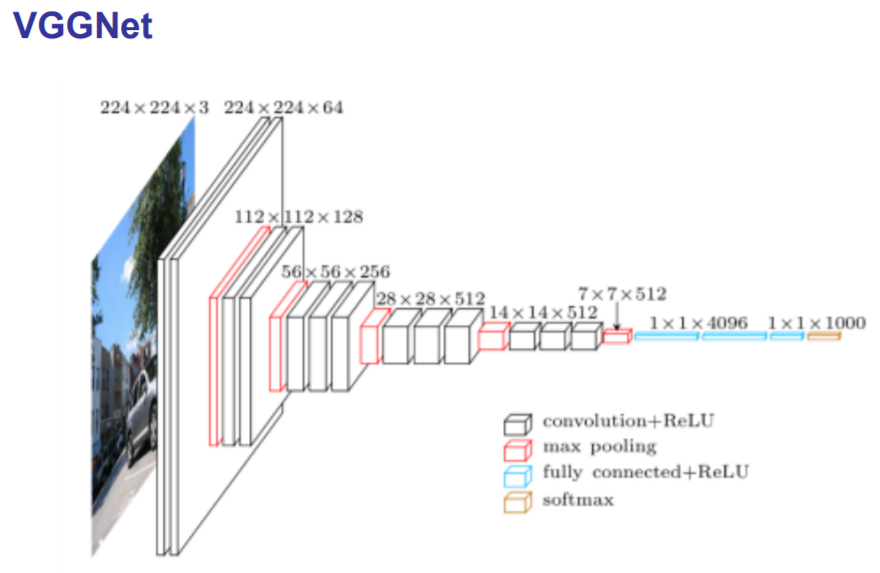 VGGNet
224×224×3 224×224×64
112×112×128
56×56×256
28×28×512
14×14×512
7×7×512
1×1×4096 1×1×1000
convolution+ReLU
max pooling
fully connected+ReLU
softmax